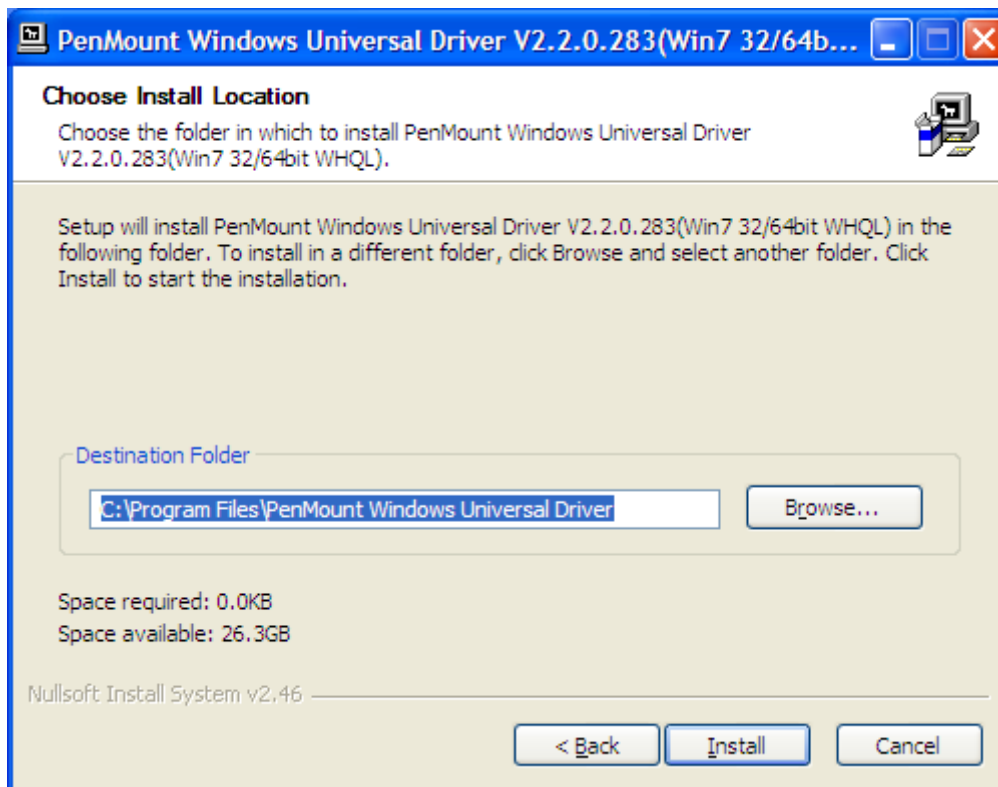 PenMount Windows Universal Driver V2.2.0.283(Win7 32/64b...
Choose Install Location
Choose the folder in which to install PenMount Windows Universal Driver
V2.2.0.283(Win7 32/64bit WHQL).
Setup will install PenMount Windows Universal Driver V2.2.0.283(Win7 32/64bit WHQL) in the
following folder. To install in a different folder, click Browse and select another folder. Click
Install to start the installation.
Destination Folder
C:\Program Files\PenMount Windows Universal Driver
Browse...
Space required: 0.0KB
Space available: 26.3GB
Nullsoft Install System v2.46
< Back Install Cancel